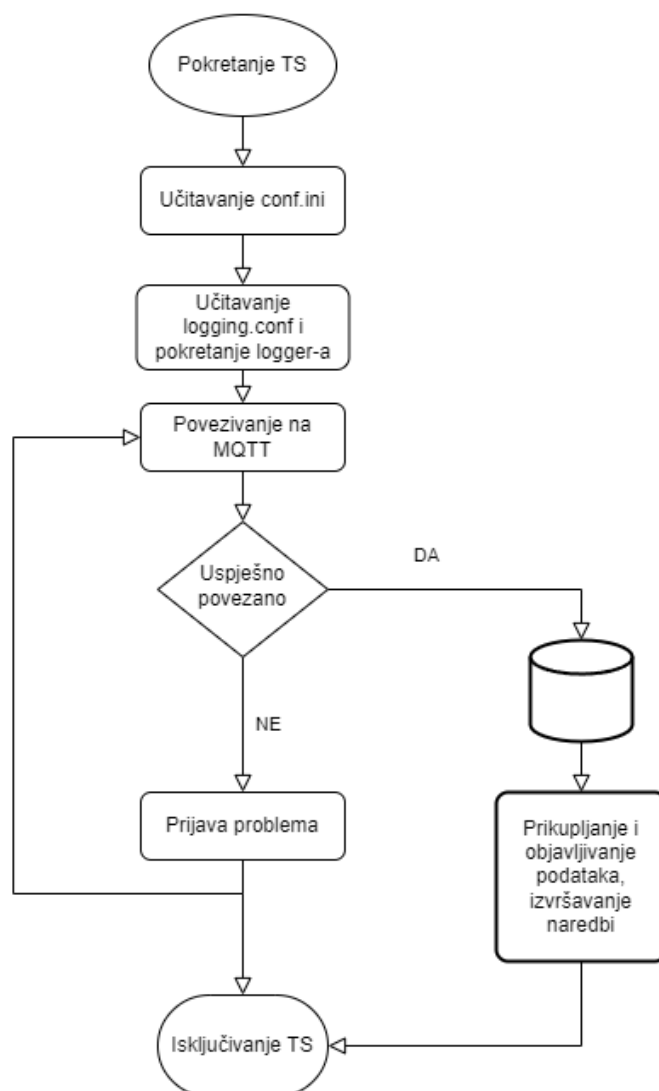 Pokretanje TS
Učitavanje conf.ini
Učitavanje
logging.conf i
pokretanje logger-a
Povezivanje na
MQTT
Uspješno
povezano
DA
NE
Prijava problema
Prikupljanje i
objavljivanje
podataka,
izvršavanje
naredbi
Isključivanje TS